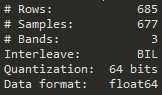 # Rows: 685
# Samples: 677
# Bands: 3
Interleave: BIL
Quantization: 64 bits
Data format: float64